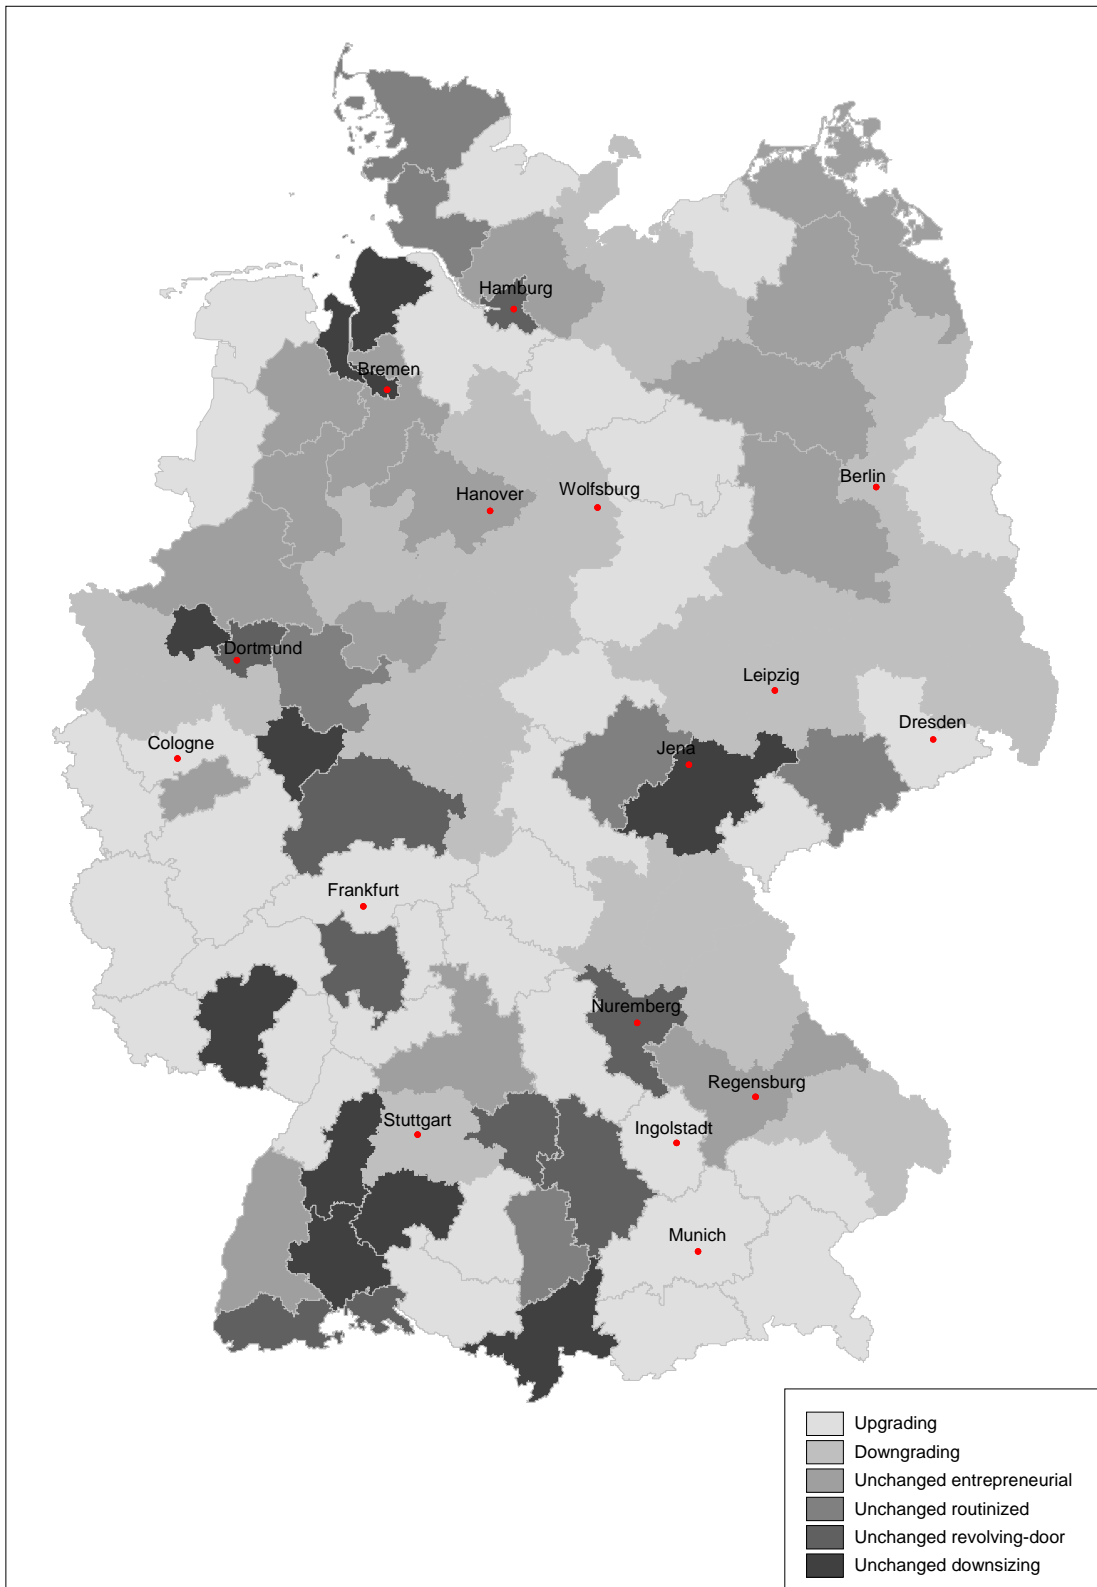 Hamburg
Bremen
Berlin
Wolfsburg
Hanover
Dortmund
Leipzig
Dresden
Cologne
Jena
Frankfurt
Nuremberg
Regensburg
Stuttgart
Ingolstadt
Munich
Upgrading
Downgrading
Unchanged entrepreneurial
Unchanged routinized
Unchanged revolving-door
Unchanged downsizing